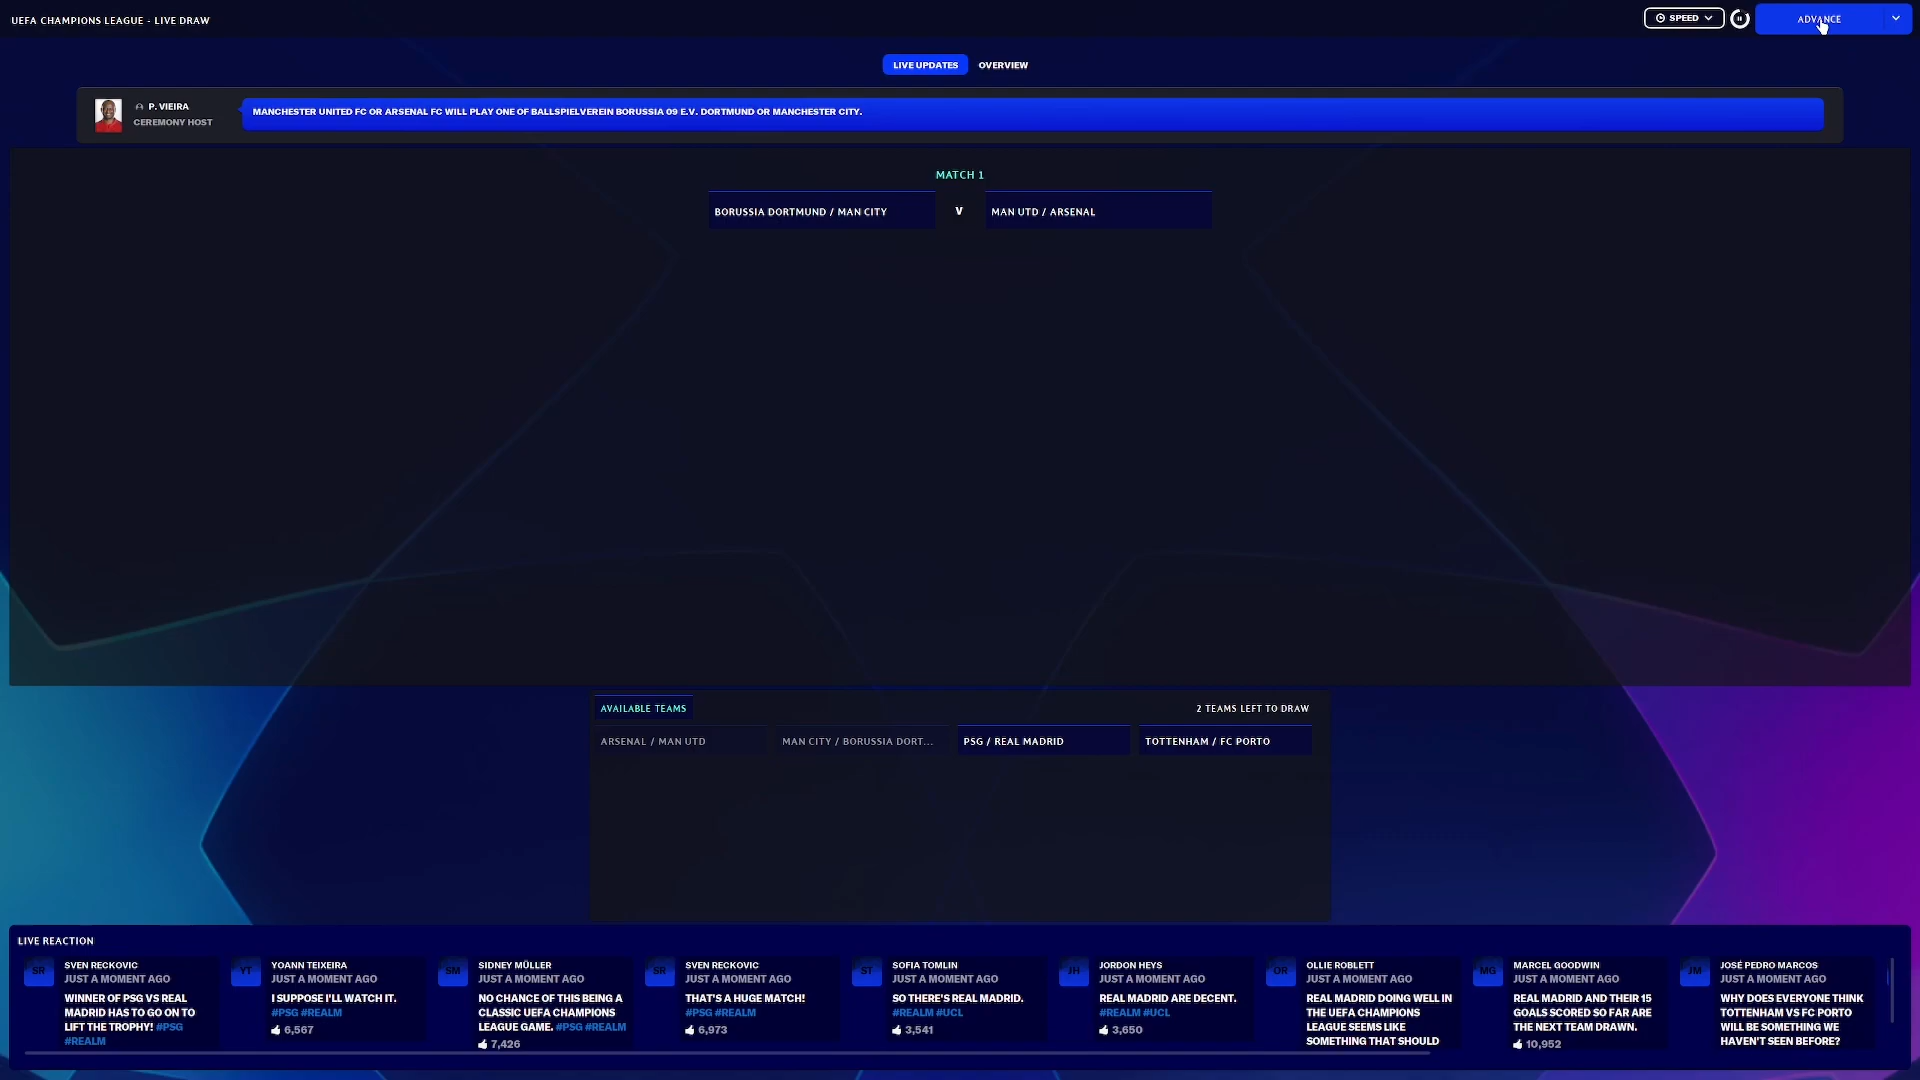 UEFA CHAMPIONS LEAGUE - LIVE DRAW
SPEED
ADVANCE
LIVE UPDATES
OVERVIEW
P. VIEIRA
CEREMONY HOST
MANCHESTER UNITED FC OR ARSENAL FC WILL PLAY ONE OF BALLSPIELVEREIN BORUSSIA 09 E.V. DORTMUND OR MANCHESTER CITY.
MATCH 1
BORUSSIA DORTMUND / MAN CITY
V
MAN UTD / ARSENAL
AVAILABLE TEAMS
2 TEAMS LEFT TO DRAW
ARSENAL / MAN UTD
MAN CITY / BORUSSIA DORT...
PSG / REAL MADRID
TOTTENHAM / FC PORTO
LIVE REACTION
SR
SVEN RECKOVIC
JUST A MOMENT AGO
WINNER OF PSG VS REAL
MADRID HAS TO GO ON TO
LIFT THE TROPHY! #PSG
#REALM
YT
YOANN TEIXEIRA
JUST A MOMENT AGO
I SUPPOSE I'LL WATCH IT.
#PSG #REALM
6,567
SM
SIDNEY MÜLLER
JUST A MOMENT AGO
NO CHANCE OF THIS BEING A
CLASSIC UEFA CHAMPIONS
LEAGUE GAME. #PSG #REALM
7,426
SR
SVEN RECKOVIC
JUST A MOMENT AGO
THAT'S A HUGE MATCH!
#PSG #REALM
6,973
ST
SOFIA TOMLIN
JUST A MOMENT AGO
SO THERE'S REAL MADRID.
#REALM #UCL
3,541
JH
JORDON HEYS
JUST A MOMENT AGO
REAL MADRID ARE DECENT.
#REALM #UCL
3,650
OR
OLLIE ROBLETT
JUST A MOMENT AGO
REAL MADRID DOING WELL IN
THE UEFA CHAMPIONS
LEAGUE SEEMS LIKE
SOMETHING THAT SHOULD
MG
MARCEL GOODWIN
JUST A MOMENT AGO
REAL MADRID AND THEIR 15
GOALS SCORED SO FAR ARE
THE NEXT TEAM DRAWN.
10,952
JM
JOSÉ PEDRO MARCOS
JUST A MOMENT AGO
WHY DOES EVERYONE THINK
TOTTENHAM VS FC PORTO
WILL BE SOMETHING WE
HAVEN'T SEEN BEFORE?